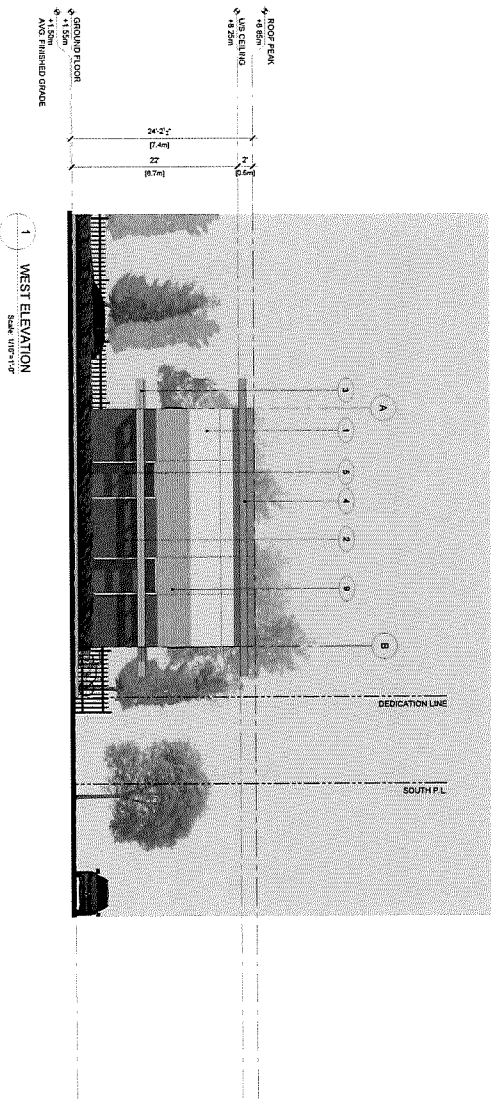 ROOF PEAK
+8.85m
U/S CEILING
+8.25m
GROUND FLOOR
+1.55m
+1.50m
AVG. FINISHED GRADE
24'-2½"
[7.4m]
22'
[6.7m]
2'
[0.6m]
3
A
1
5
4
2
9
B
DEDICATION LINE
SOUTH P.L
1
WEST ELEVATION
Scale: 1/16"=1'-0"